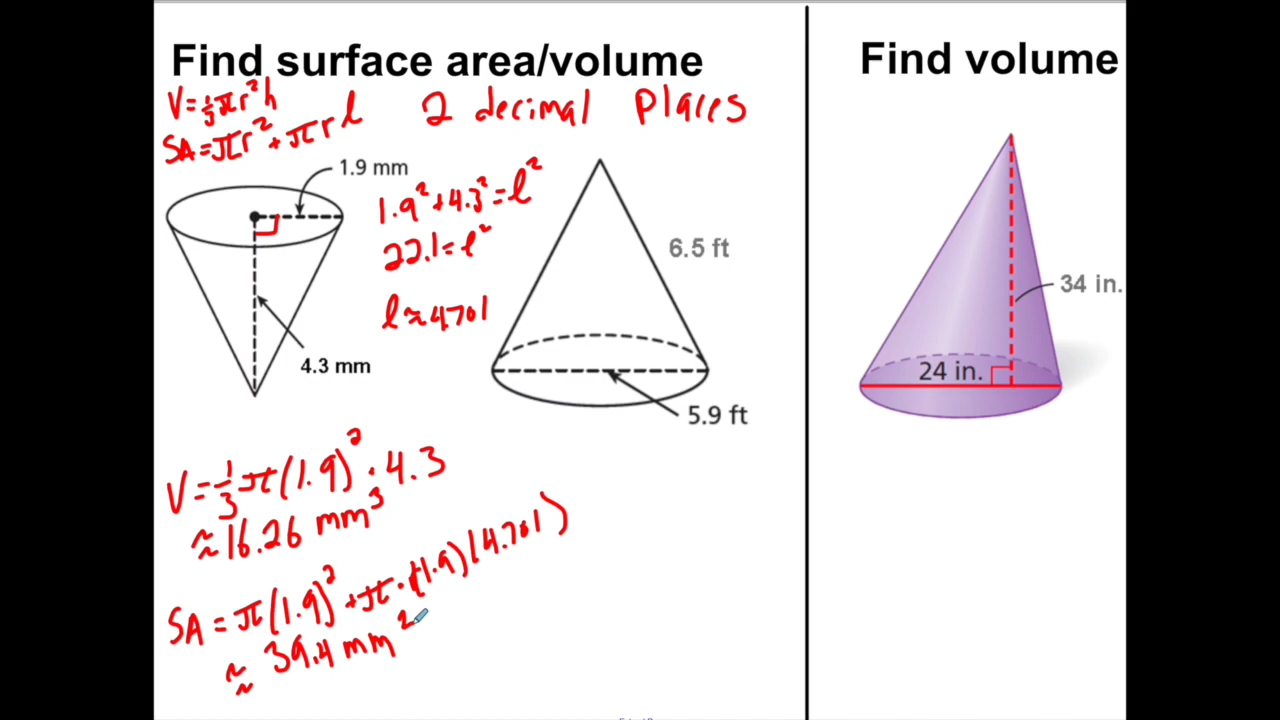 Find surface area/volume
V = 1/3 πr²h
SA = πr² + πrl
2 decimal places
1.9 mm
1.9² + 4.3² = l²
22.1 = l²
l ≈ 4.701
4.3 mm
6.5 ft
5.9 ft
V = 1/3 π(1.9)² · 4.3
≈ 16.26 mm³
SA = π(1.9)² + π · (1.9)(4.701)
≈ 39.4 mm²
Find volume
34 in.
24 in.